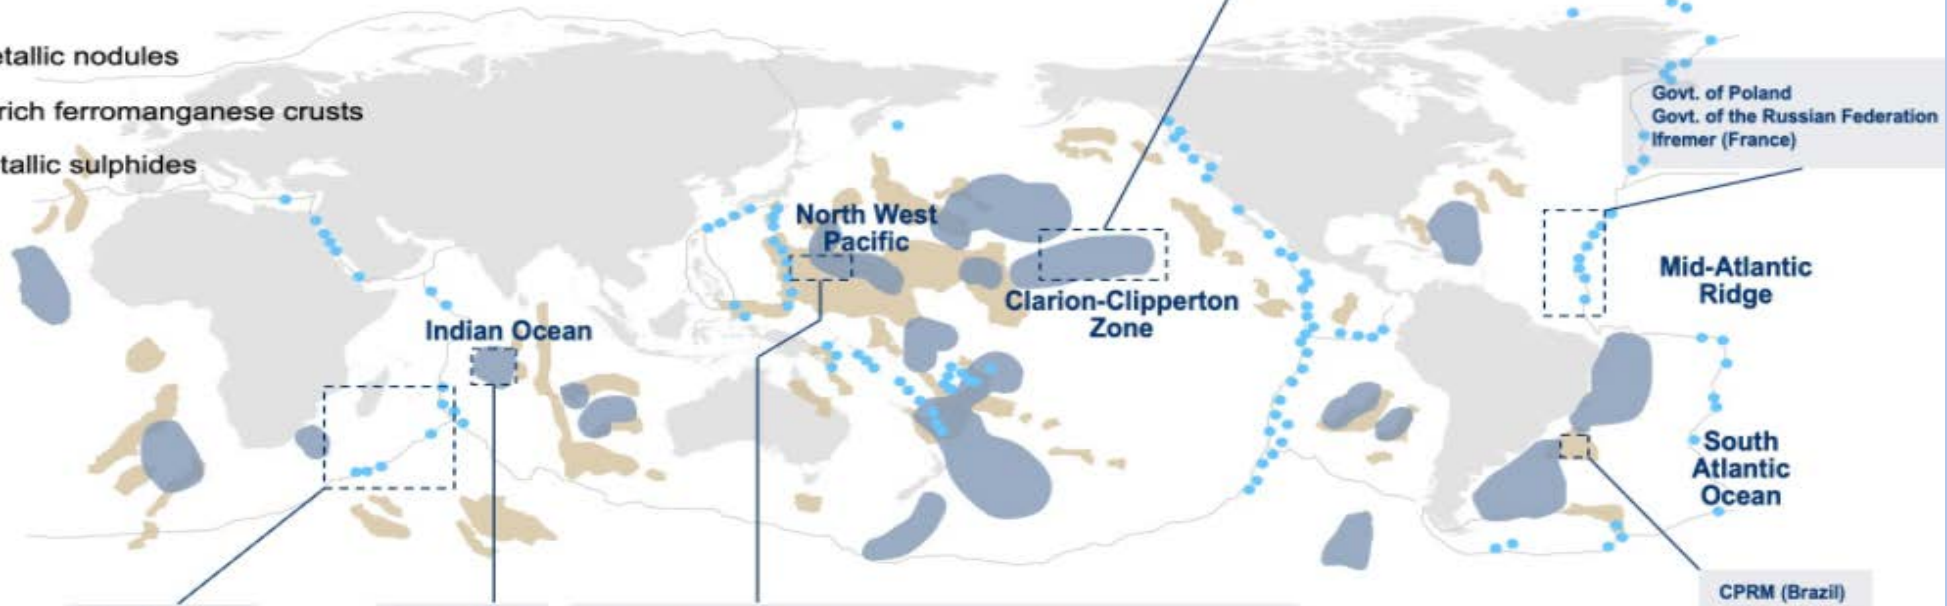 etallic nodules
rich ferromanganese crusts
tallic sulphides
Govt. of Poland
Govt. of the Russian Federation
Ifremer (France)
North West
Pacific
Clarion-Clipperton
Zone
Mid-Atlantic
Ridge
Indian Ocean
South
Atlantic
Ocean
CPRM (Brazil)